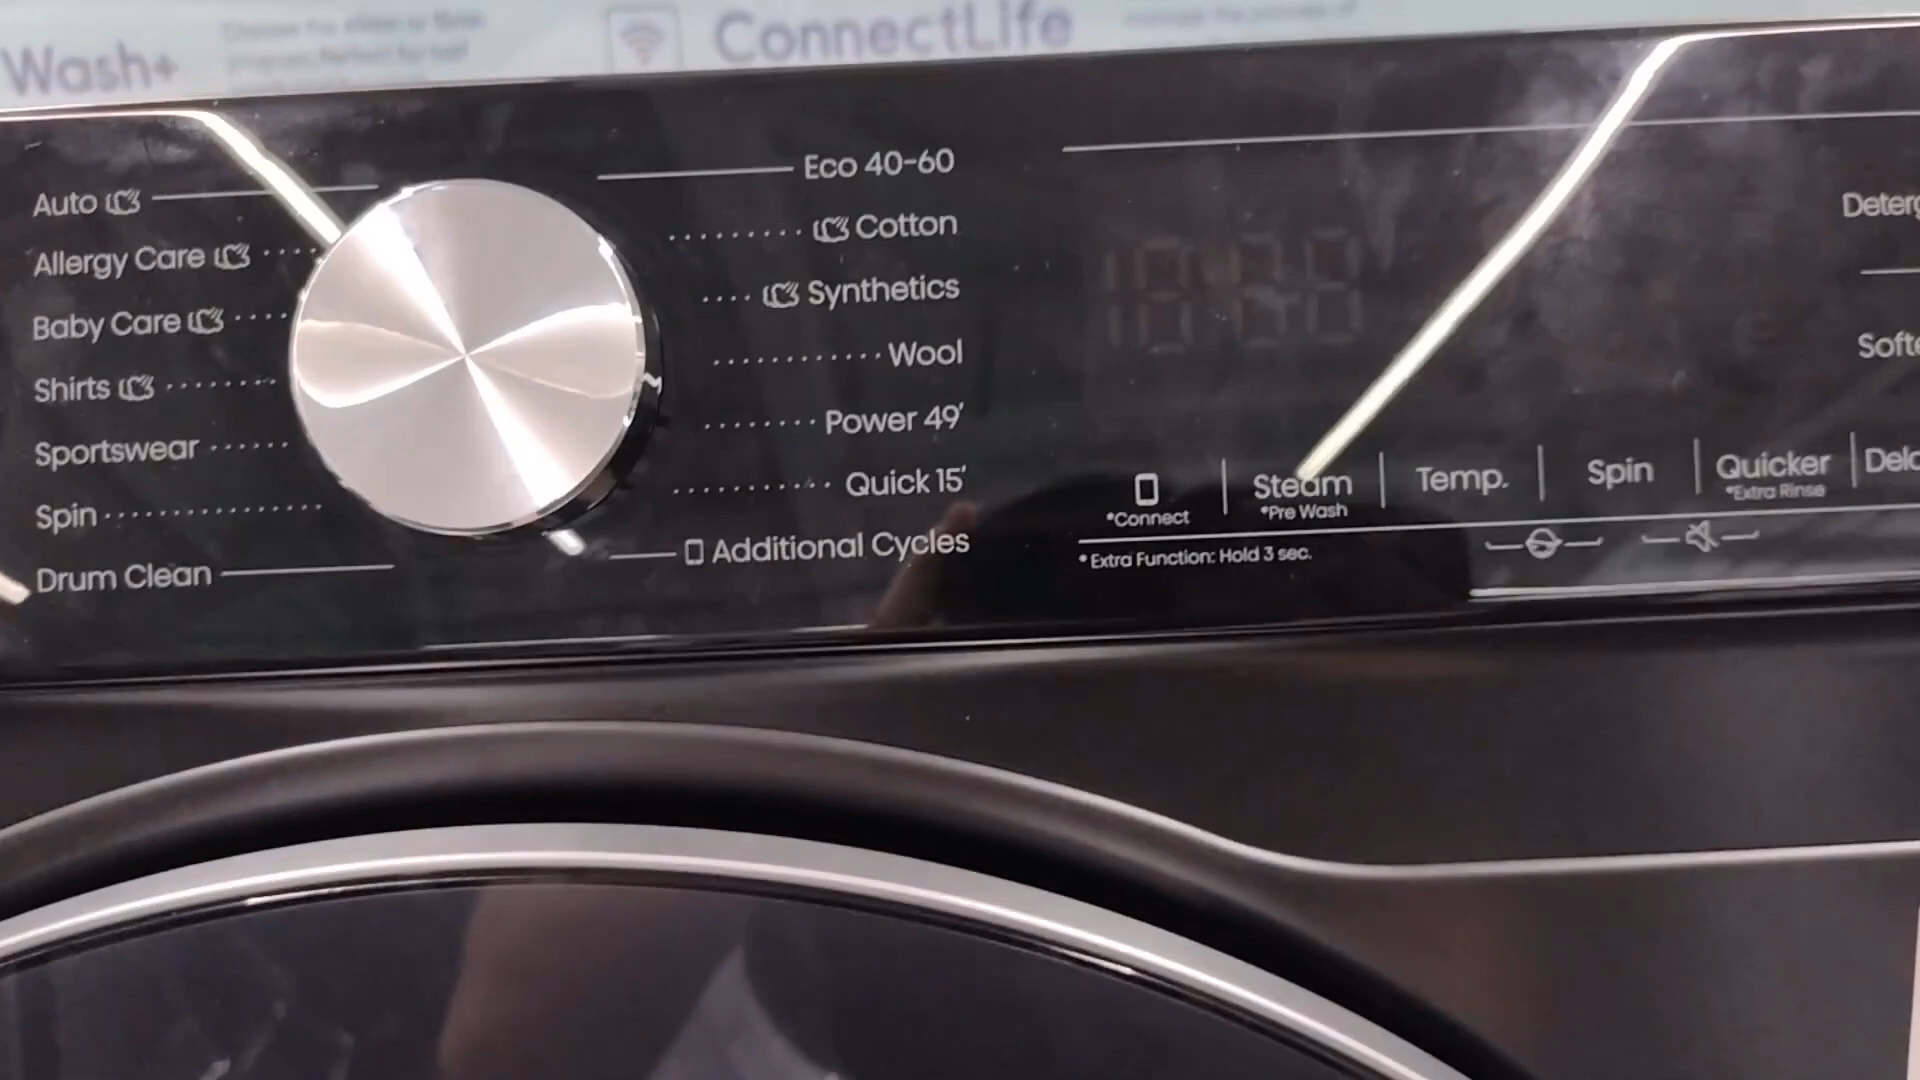 Wash+
ConnectLife
Auto
Allergy Care
Baby Care
Shirts
Sportswear
Spin
Drum Clean
Eco 40-60
Cotton
Synthetics
Wool
Power 49'
Quick 15'
Additional Cycles
*Connect
Steam
*Pre Wash
Temp.
Spin
Quicker
*Extra Rinse
* Extra Function: Hold 3 sec.